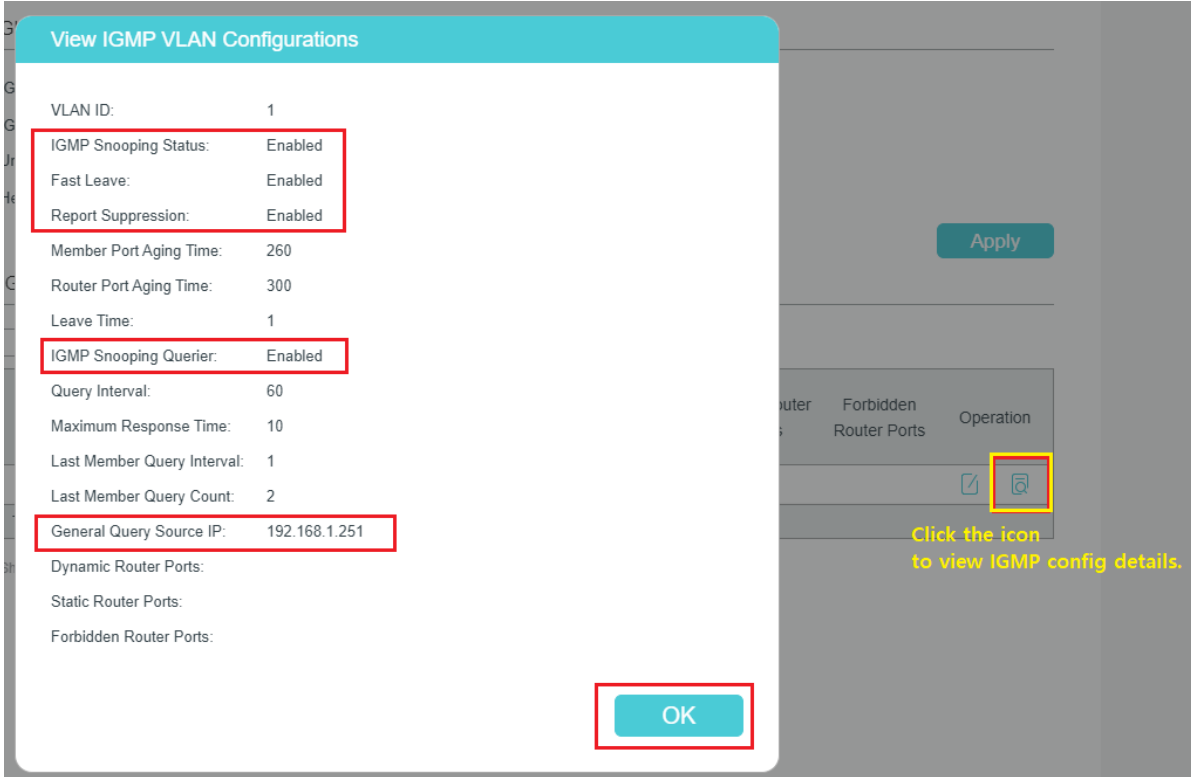 View IGMP VLAN Configurations
VLAN ID: 1
IGMP Snooping Status: Enabled
Fast Leave: Enabled
Report Suppression: Enabled
Member Port Aging Time: 260
Router Port Aging Time: 300
Leave Time: 1
IGMP Snooping Querier: Enabled
Query Interval: 60
Maximum Response Time: 10
Last Member Query Interval: 1
Last Member Query Count: 2
General Query Source IP: 192.168.1.251
Dynamic Router Ports:
Static Router Ports:
Forbidden Router Ports:
OK
Apply
Forbidden
Router Ports
Operation
Click the icon
to view IGMP config details.